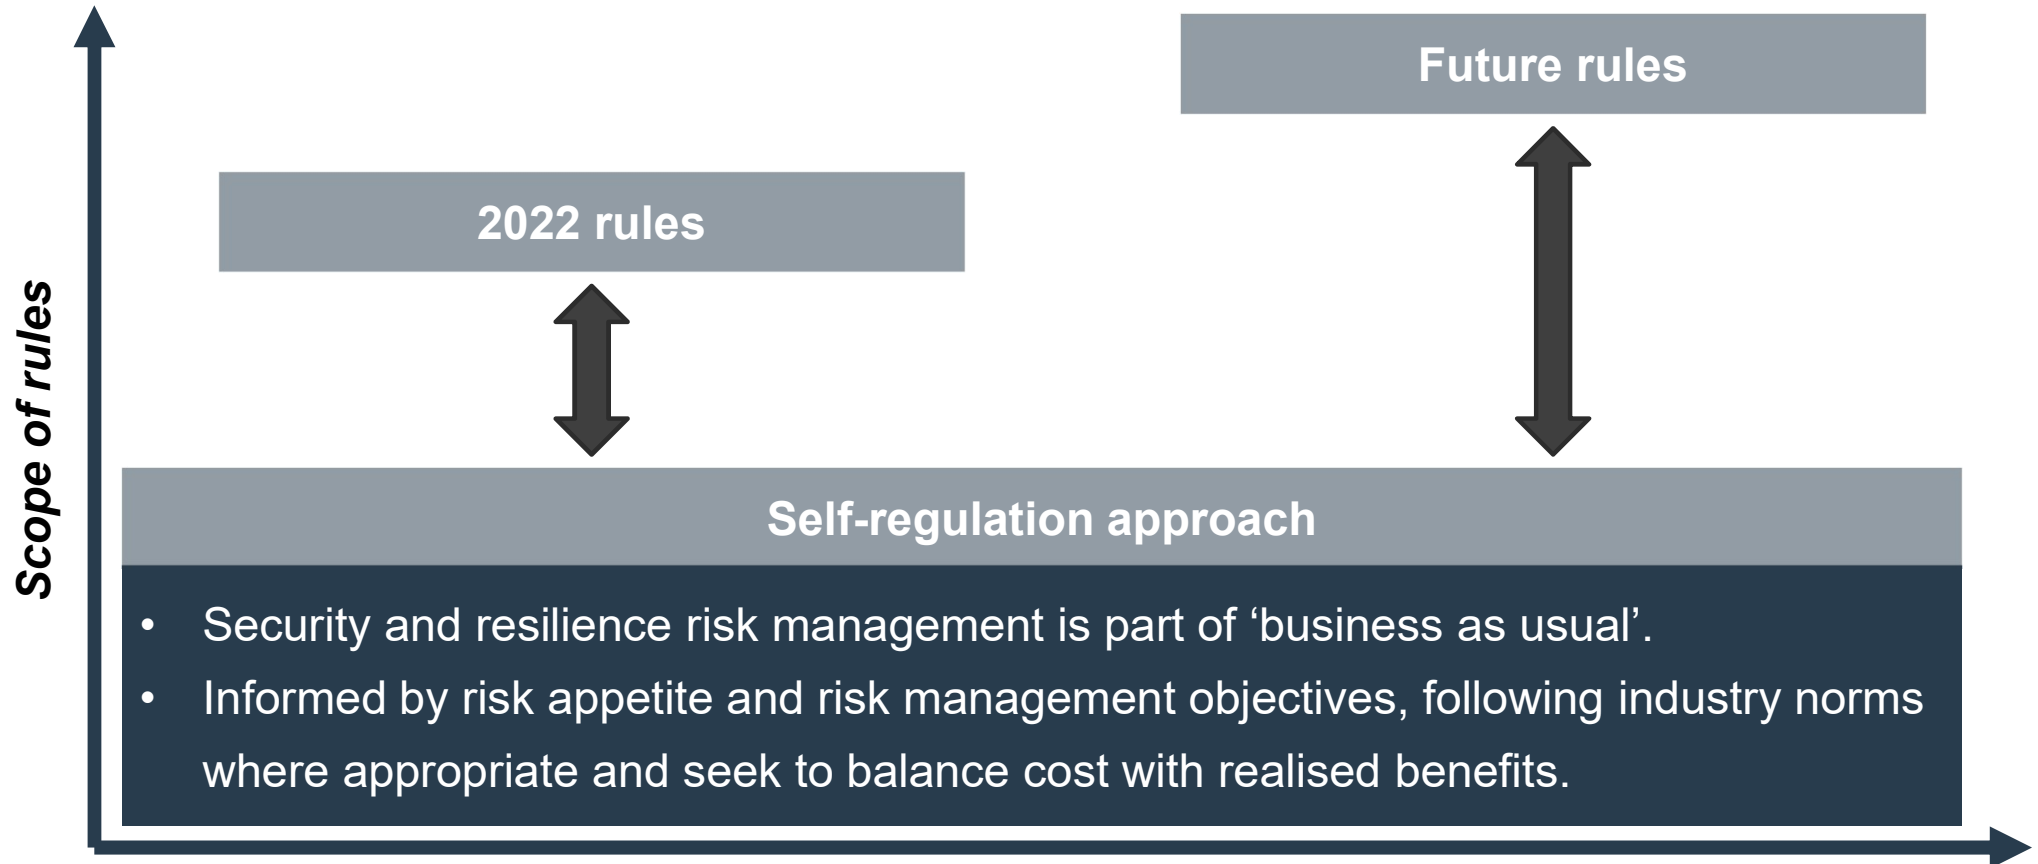 Future rules
2022 rules
Scope of rules
Self-regulation approach
• Security and resilience risk management is part of ‘business as usual’.
• Informed by risk appetite and risk management objectives, following industry norms
where appropriate and seek to balance cost with realised benefits.